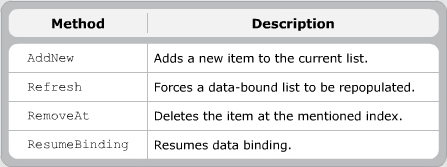 Method Description
AddNew Adds a new item to the current list.
Refresh Forces a data-bound list to be repopulated.
RemoveAt Deletes the item at the mentioned index.
ResumeBinding Resumes data binding.